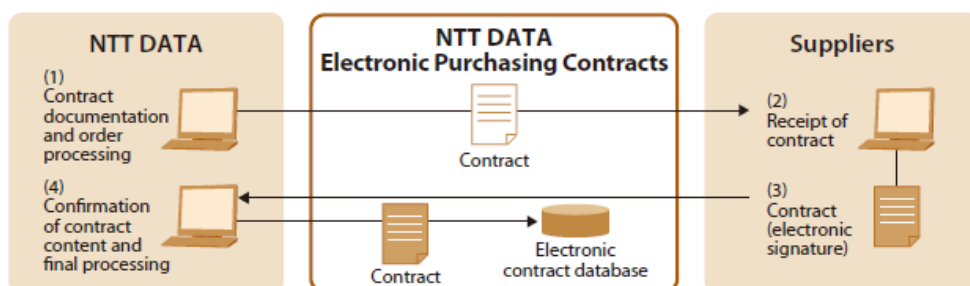 NTT DATA
(1)
Contract
documentation
and order
processing
(4)
Confirmation
of contract
content and
final processing
NTT DATA
Electronic Purchasing Contracts
Contract
Contract
Electronic
contract database
Suppliers
(2)
Receipt of
contract
(3)
Contract
(electronic
signature)